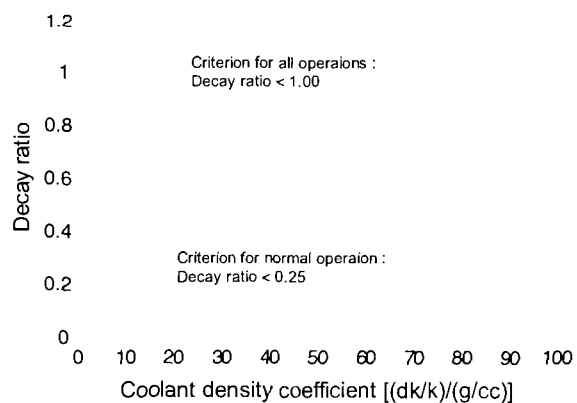 1.2
1
0.8
0.6
0.4
0.2
0
Decay ratio
Criterion for all operaions :
Decay ratio < 1.00
Criterion for normal operaion :
Decay ratio < 0.25
0 10 20 30 40 50 60 70 80 90 100
Coolant density coefficient [(dk/k)/(g/cc)]